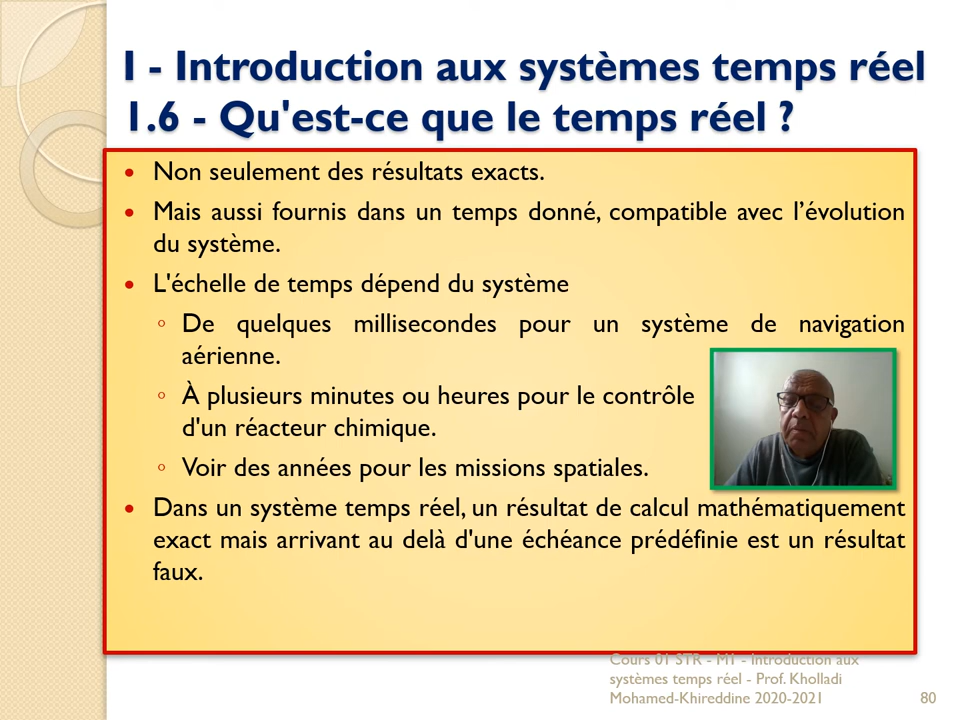 I - Introduction aux systèmes temps réel
1.6 - Qu'est-ce que le temps réel ?
• Non seulement des résultats exacts.
• Mais aussi fournis dans un temps donné, compatible avec l’évolution
du système.
• L'échelle de temps dépend du système
◦ De quelques millisecondes pour un système de navigation
aérienne.
◦ À plusieurs minutes ou heures pour le contrôle
d'un réacteur chimique.
◦ Voir des années pour les missions spatiales.
• Dans un système temps réel, un résultat de calcul mathématiquement
exact mais arrivant au delà d'une échéance prédéfinie est un résultat
faux.
Cours 01 STR - M1 - Introduction aux
systèmes temps réel - Prof. Kholladi
Mohamed-Khireddine 2020-2021
80